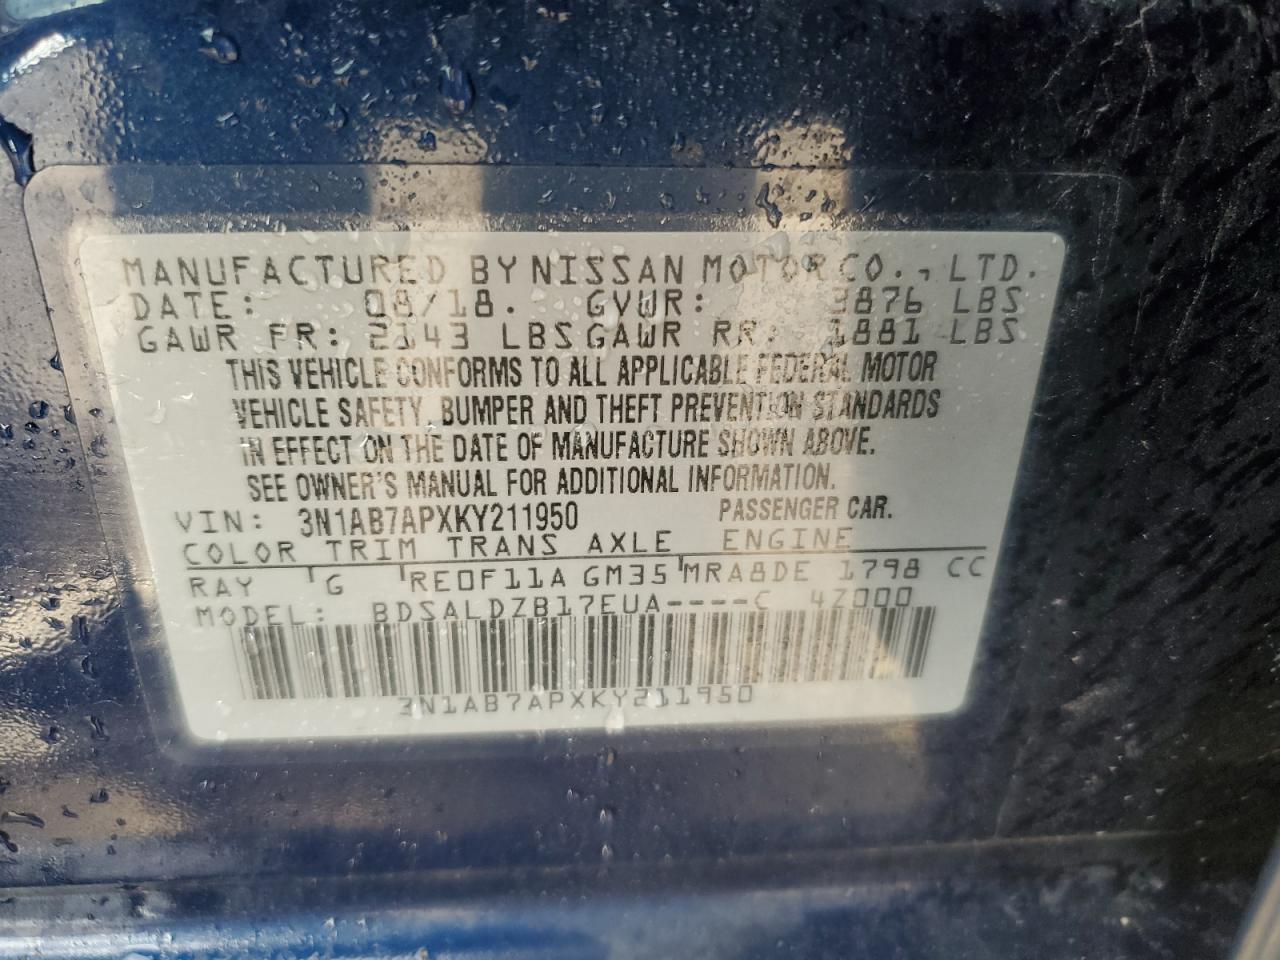 MANUFACTURED BY NISSAN MOTOR CO., LTD.
DATE: 08/18. GVWR: 3876 LBS
GAWR FR: 2143 LBS GAWR RR: 1881 LBS
THIS VEHICLE CONFORMS TO ALL APPLICABLE FEDERAL MOTOR
VEHICLE SAFETY, BUMPER AND THEFT PREVENTION STANDARDS
IN EFFECT ON THE DATE OF MANUFACTURE SHOWN ABOVE.
SEE OWNER'S MANUAL FOR ADDITIONAL INFORMATION.
VIN: 3N1AB7APXKY211950 PASSENGER CAR.
COLOR TRIM TRANS AXLE ENGINE
RAY G RE0F11A GM35 MRA8DE 1798 CC
MODEL: BDSALDZB17EUA----C 4Z000
3N1AB7APXKY211950